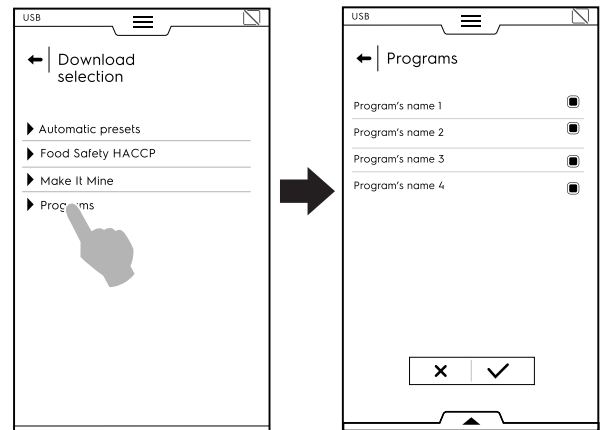 USB
Download
selection
Automatic presets
Food Safety HACCP
Make It Mine
Programs
USB
Programs
Program's name 1
Program's name 2
Program's name 3
Program's name 4